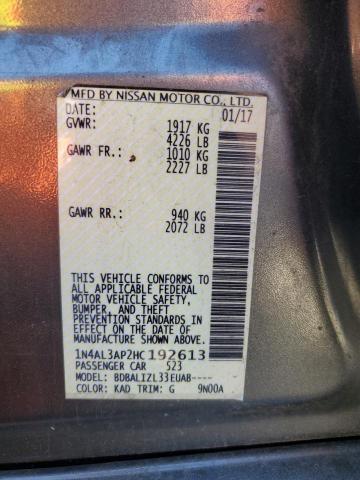 MFD BY NISSAN MOTOR CO., LTD.
DATE: 01/17
GVWR: 1917 KG
4226 LB
GAWR FR.: 1010 KG
2227 LB
GAWR RR.: 940 KG
2072 LB
THIS VEHICLE CONFORMS TO
ALL APPLICABLE FEDERAL
MOTOR VEHICLE SAFETY,
BUMPER, AND THEFT
PREVENTION STANDARDS IN
EFFECT ON THE DATE OF
MANUFACTURE SHOWN ABOVE.
1N4AL3AP2HC192613
PASSENGER CAR 523
MODEL: BDBALIZL33EUAB----
COLOR: KAD TRIM: G 9N00A